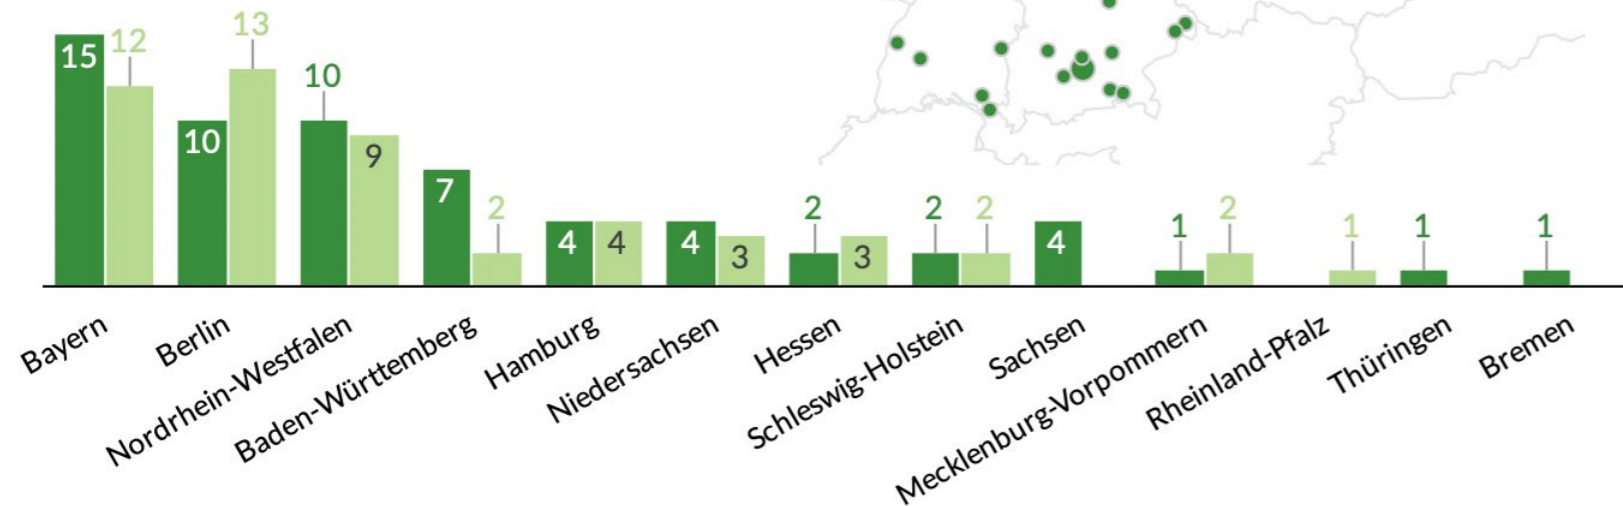 15 12
10 13
10 9
7 2
4 4
4 3
2 3
2 2
4
1 2
1
1
1
Bayern
Berlin
Nordrhein-Westfalen
Baden-Württemberg
Hamburg
Niedersachsen
Hessen
Schleswig-Holstein
Sachsen
Mecklenburg-Vorpommern
Rheinland-Pfalz
Thüringen
Bremen